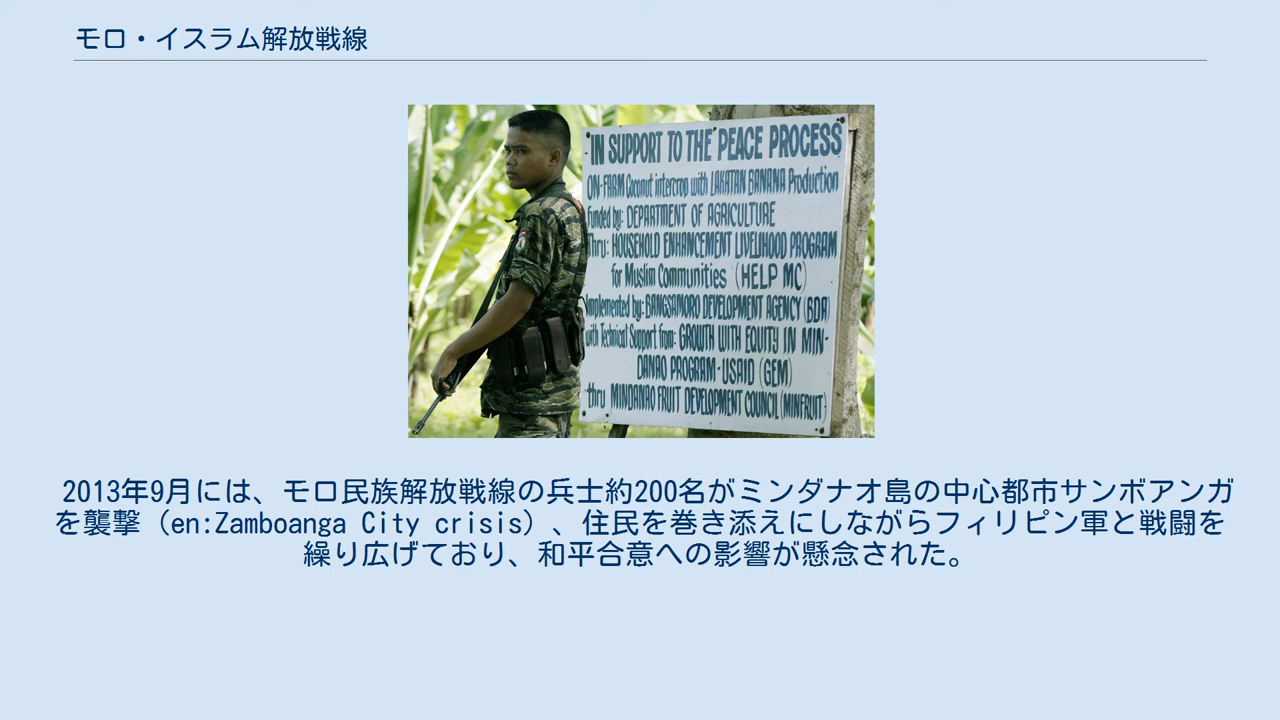 モロ・イスラム解放戦線
IN SUPPORT TO THE PEACE PROCESS
ON-FARM Coconut intercrop with LAKATAN BANANA Production
funded by: DEPARTMENT OF AGRICULTURE
Thru: HOUSEHOLD ENHANCEMENT LIVELIHOOD PROGRAM
for Muslim Communities (HELP MC)
Implemented by: BANGSAMORO DEVELOPMENT AGENCY (BDA)
with Technical Support from: GROWTH WITH EQUITY IN MIN-
DANAO PROGRAM-USAID (GEM)
thru MINDANAO FRUIT DEVELOPMENT COUNCIL (MINFRUIT)
2013年9月には、モロ民族解放戦線の兵士約200名がミンダナオ島の中心都市サンボアンガ
を襲撃（en:Zamboanga City crisis）、住民を巻き添えにしながらフィリピン軍と戦闘を
繰り広げており、和平合意への影響が懸念された。